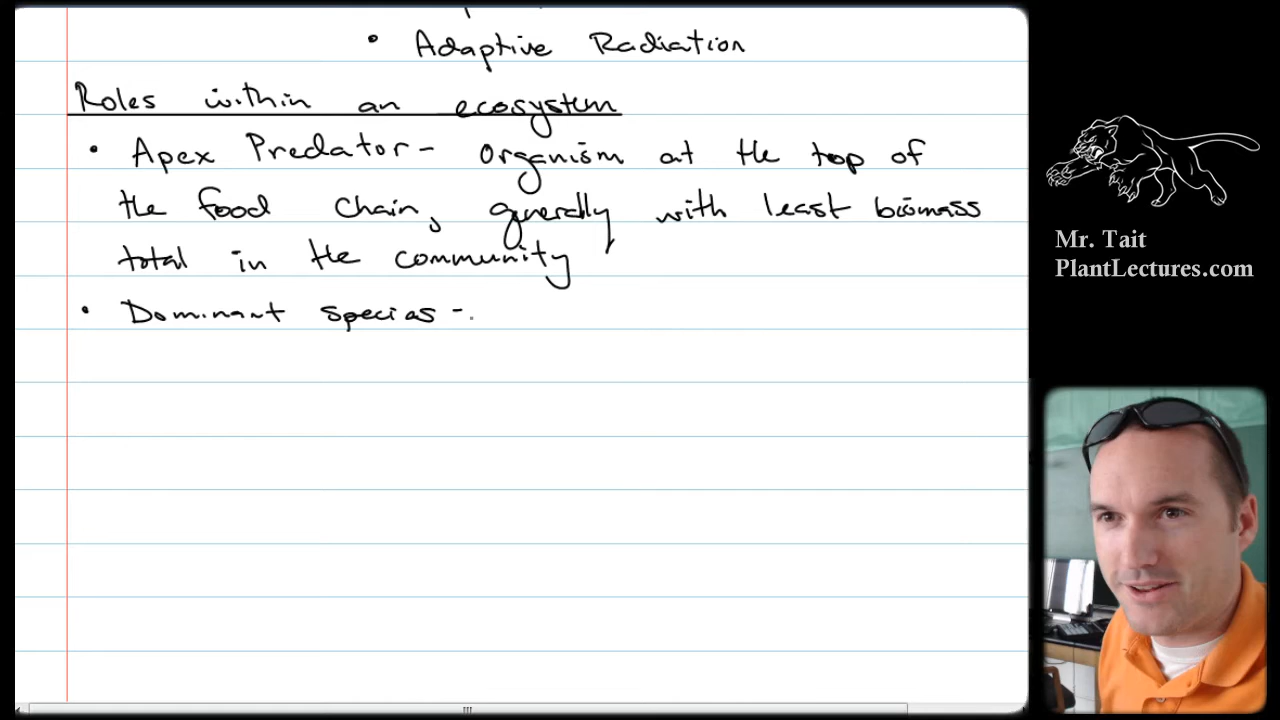 • Adaptive Radiation
Roles within an ecosystem
• Apex Predator - Organism at the top of
the food chain, generally with least biomass
total in the community
• Dominant species -
Mr. Tait
PlantLectures.com